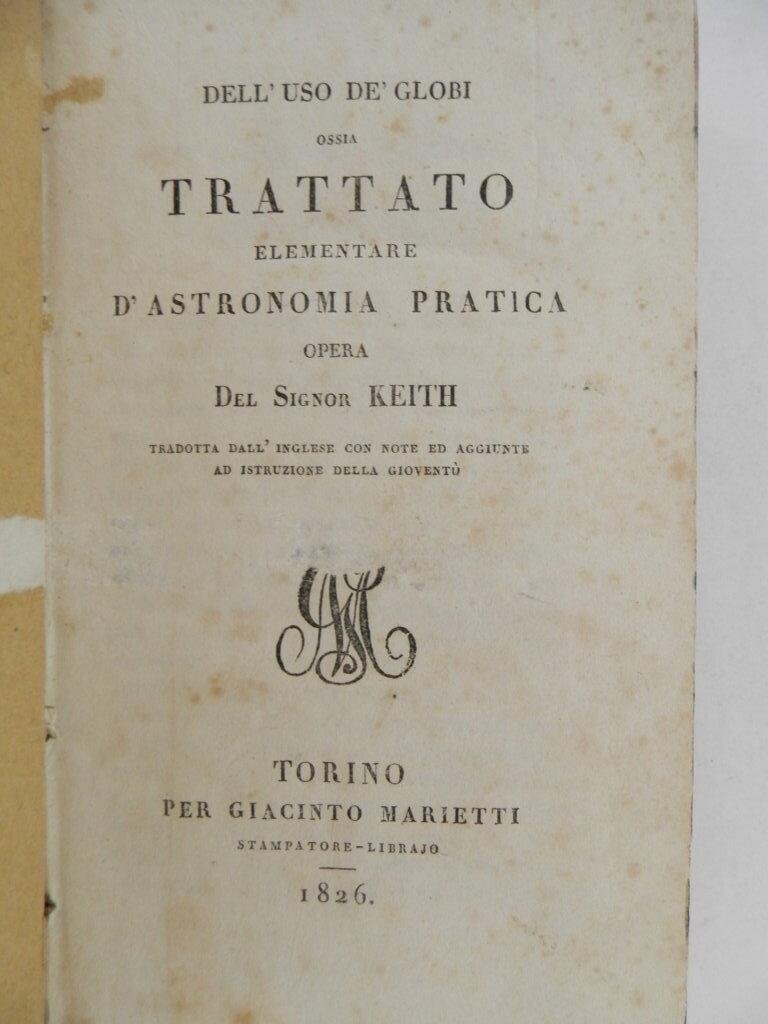 DELL' USO DE' GLOBI
OSSIA
TRATTATO
ELEMENTARE
D'ASTRONOMIA PRATICA
OPERA
DEL SIGNOR KEITH
TRADOTTA DALL' INGLESE CON NOTE ED AGGIUNTE
AD ISTRUZIONE DELLA GIOVENTÙ
TORINO
PER GIACINTO MARIETTI
STAMPATORE-LIBRAJO
1826.